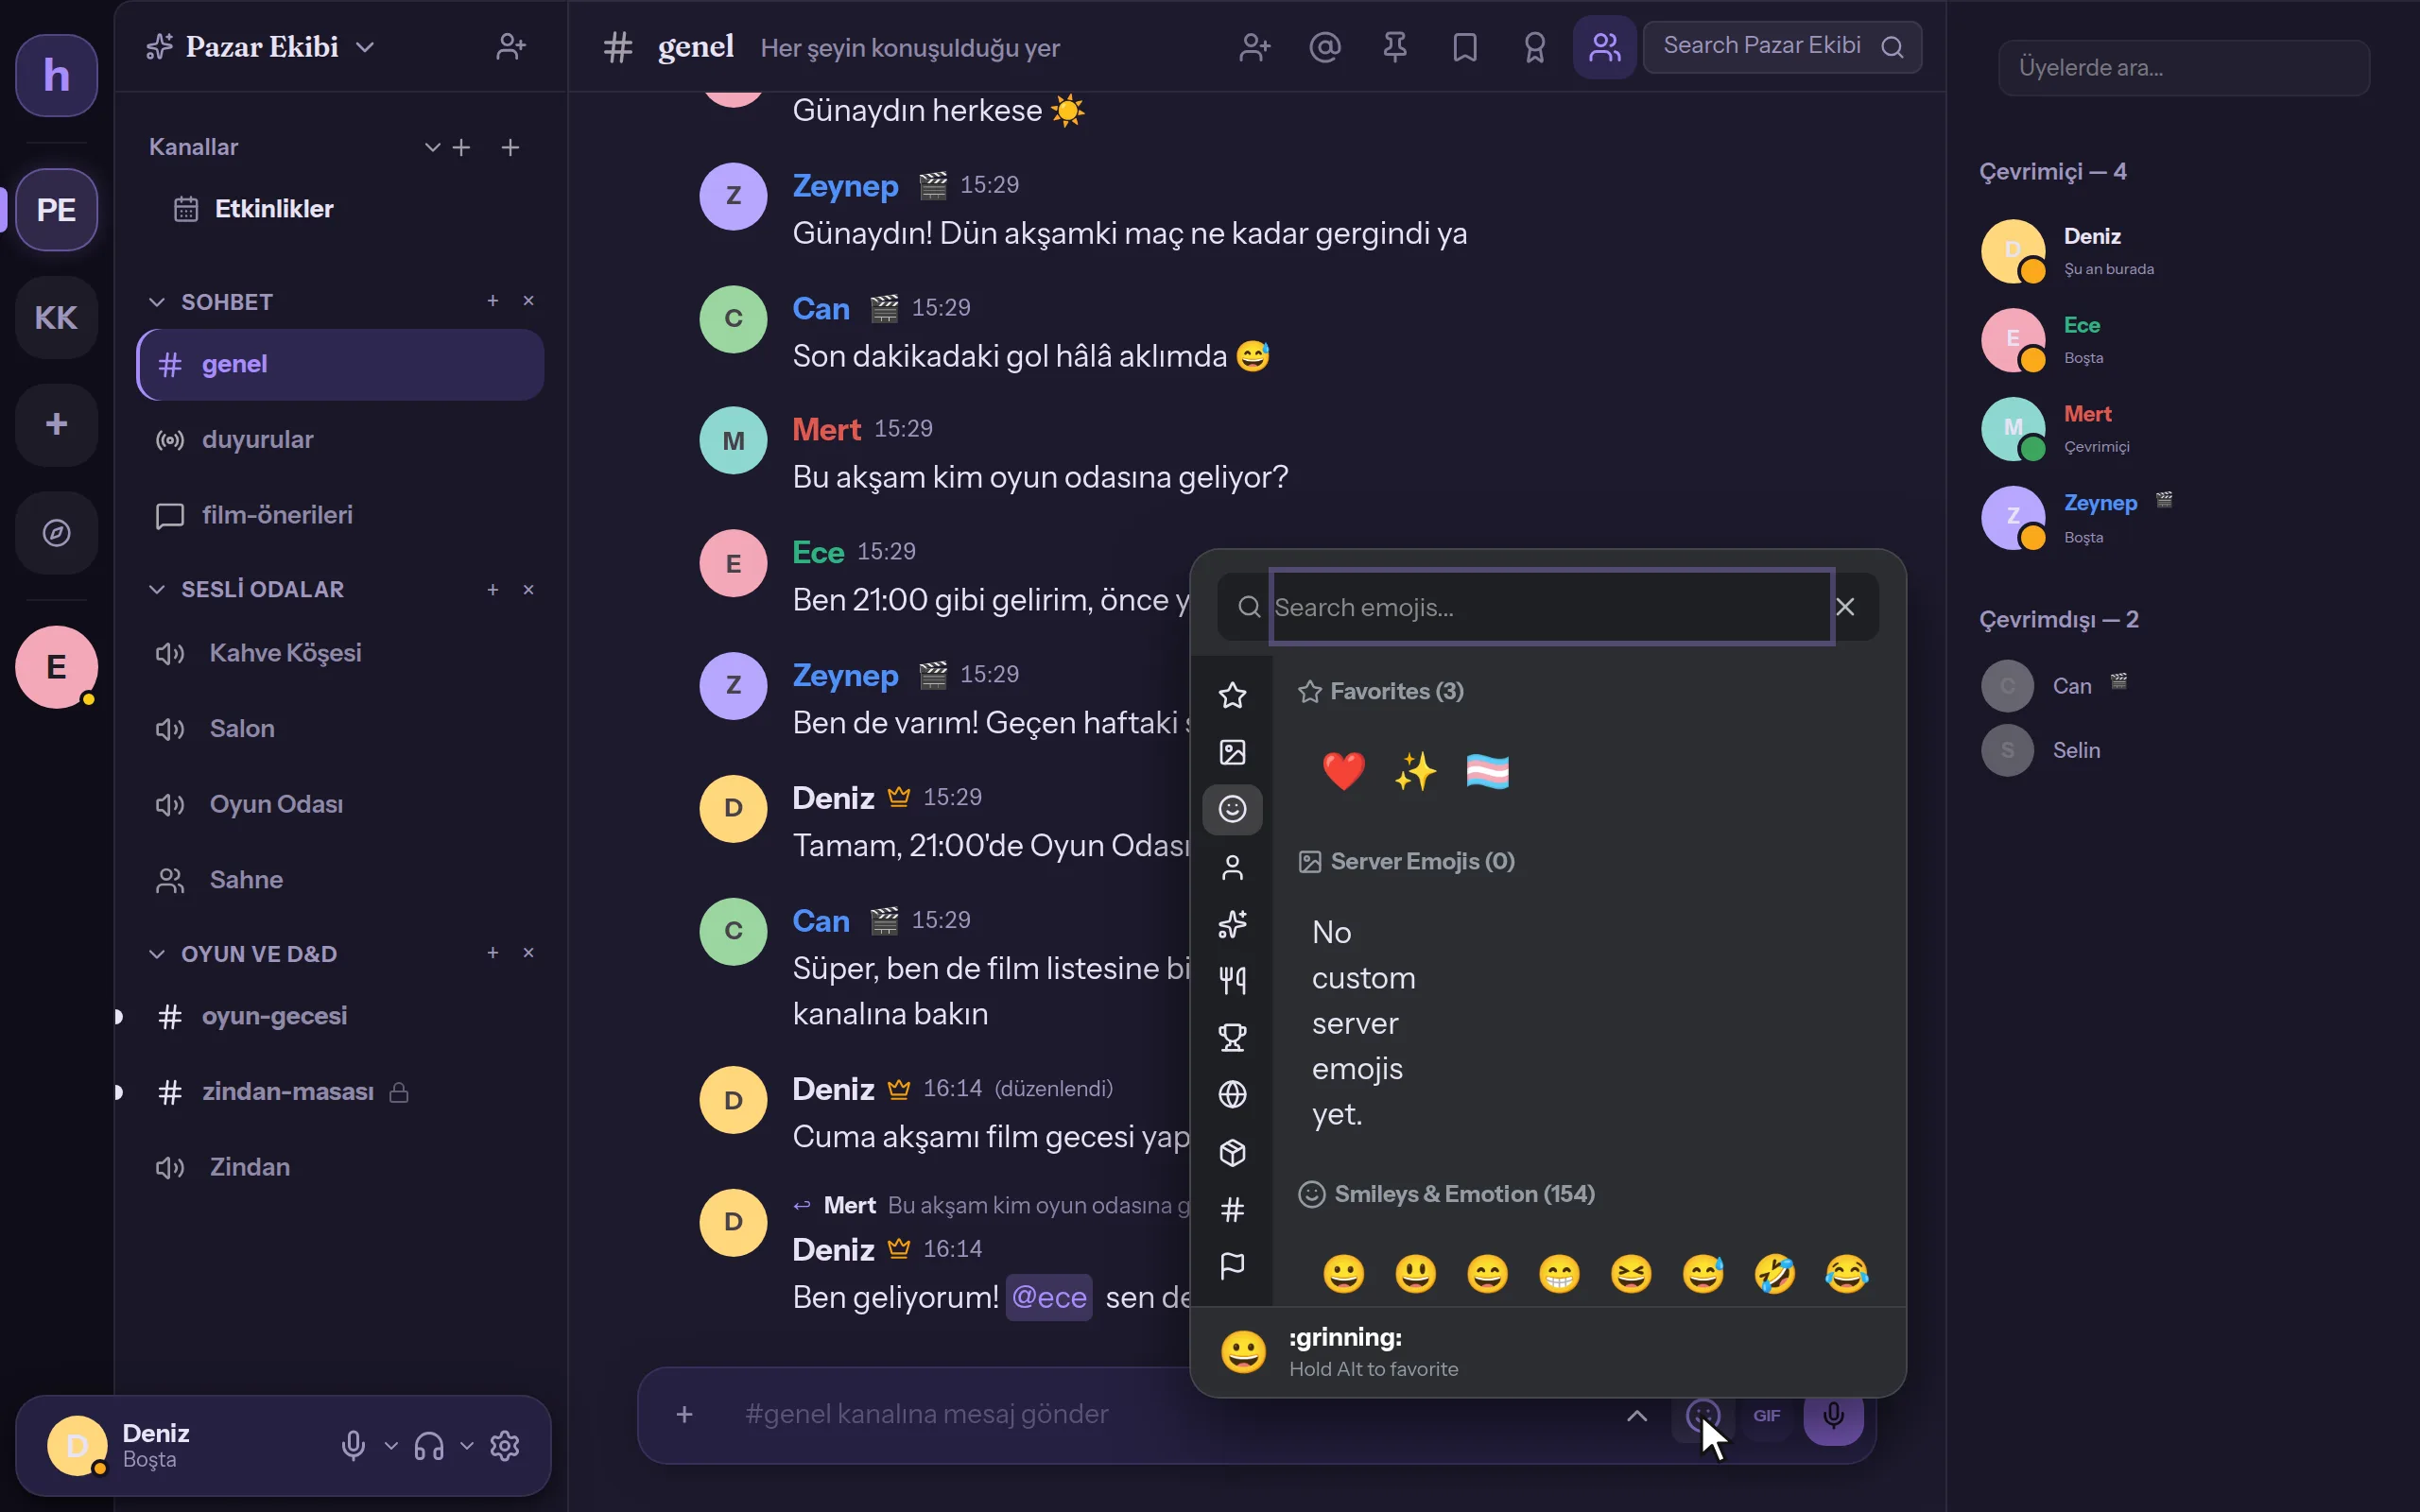 h
PE
KK
E
Pazar Ekibi
Kanallar
Etkinlikler
SOHBET
genel
duyurular
film-önerileri
SESLİ ODALAR
Kahve Köşesi
Salon
Oyun Odası
Sahne
OYUN VE D&D
# oyun-gecesi
# zindan-masası
Zindan
D
Deniz
Boşta
# genel Her şeyin konuşulduğu yer
Search Pazar Ekibi
Günaydın herkese
Z
Zeynep 15:29
Günaydın! Dün akşamki maç ne kadar gergindi ya
C
Can 15:29
Son dakikadaki gol hâlâ aklımda
M
Mert 15:29
Bu akşam kim oyun odasına geliyor?
E
Ece 15:29
Ben 21:00 gibi gelirim, önce y
Z
Zeynep 15:29
Ben de varım! Geçen haftaki s
D
Deniz 15:29
Tamam, 21:00'de Oyun Odası
C
Can 15:29
Süper, ben de film listesine bi
kanalına bakın
D
Deniz 16:14 (düzenlendi)
Cuma akşamı film gecesi yap
D
Mert Bu akşam kim oyun odasına g
Deniz 16:14
Ben geliyorum! @ece sen de
#genel kanalına mesaj gönder
GIF
Search emojis...
Favorites (3)
Server Emojis (0)
No
custom
server
emojis
yet.
Smileys & Emotion (154)
:grinning:
Hold Alt to favorite
Üyelerde ara...
Çevrimiçi — 4
D
Deniz
Şu an burada
E
Ece
Boşta
M
Mert
Çevrimiçi
Z
Zeynep
Boşta
Çevrimdışı — 2
C
Can
S
Selin